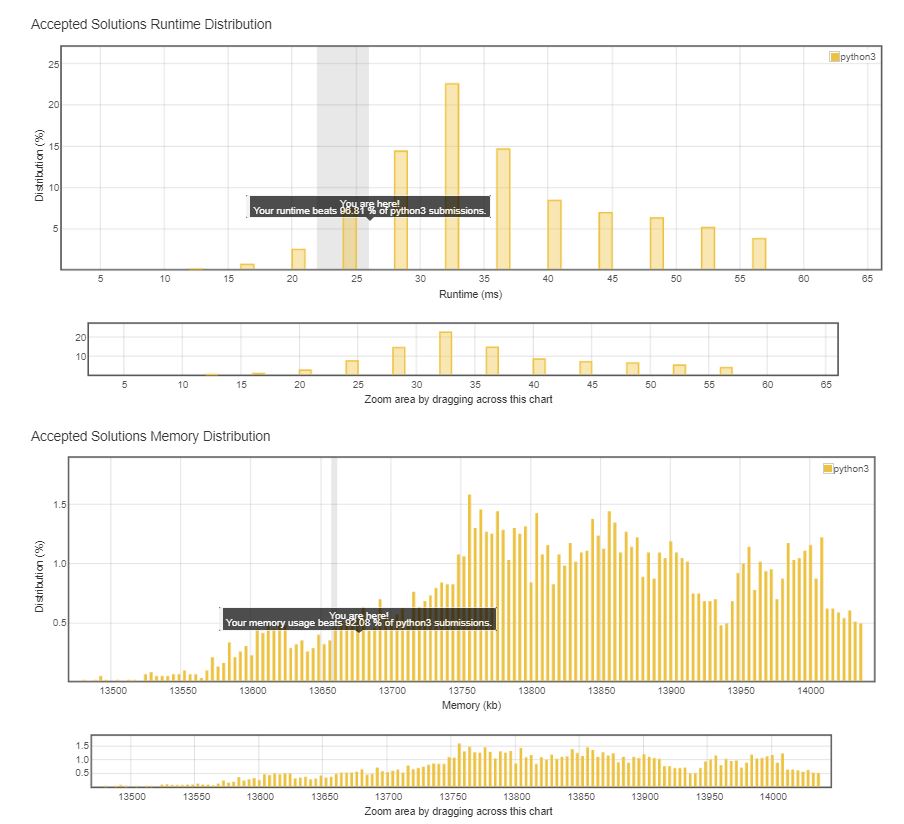 Accepted Solutions Runtime Distribution
python3
25
20
15
10
5
Distribution (%)
You are here!
Your runtime beats 96.81 % of python3 submissions.
5 10 15 20 25 30 35 40 45 50 55 60 65
Runtime (ms)
20
10
5 10 15 20 25 30 35 40 45 50 55 60 65
Zoom area by dragging across this chart
Accepted Solutions Memory Distribution
python3
1.5
1.0
0.5
Distribution (%)
You are here!
Your memory usage beats 92.08 % of python3 submissions.
13500 13550 13600 13650 13700 13750 13800 13850 13900 13950 14000
Memory (kb)
1.5
1.0
0.5
13500 13550 13600 13650 13700 13750 13800 13850 13900 13950 14000
Zoom area by dragging across this chart